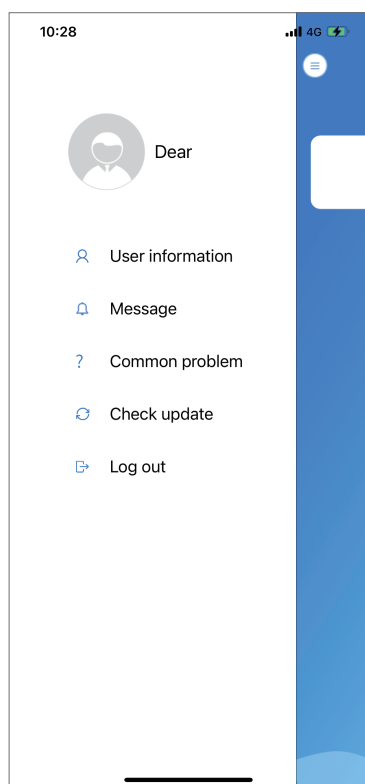 10:28 4G
Dear
User information
Message
? Common problem
Check update
Log out